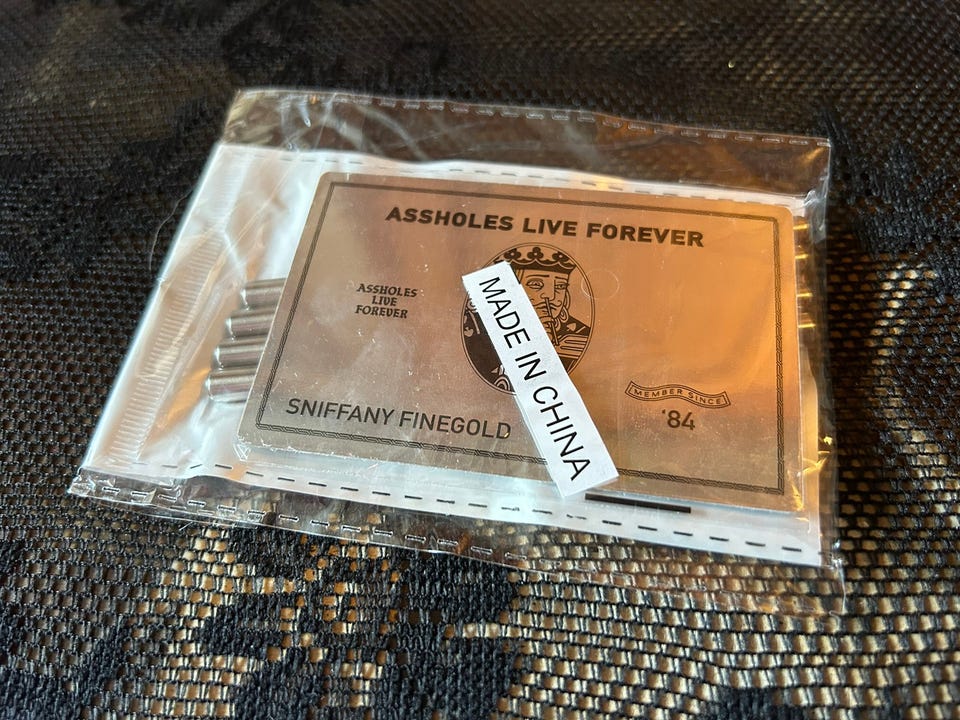 ASSHOLES LIVE FOREVER
ASSHOLES
LIVE
FOREVER
MADE IN CHINA
MEMBER SINCE
'84
SNIFFANY FINEGOLD